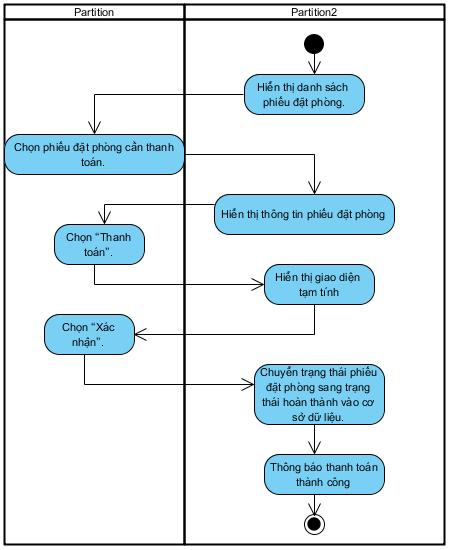 Partition
Partition2
Hiển thị danh sách
phiếu đặt phòng.
Chọn phiếu đặt phòng cần thanh
toán.
Hiển thị thông tin phiếu đặt phòng
Chọn "Thanh
toán".
Hiển thị giao diện
tạm tính
Chọn "Xác
nhận".
Chuyển trạng thái phiếu
đặt phòng sang trạng
thái hoàn thành vào cơ
sở dữ liệu.
Thông báo thanh toán
thành công